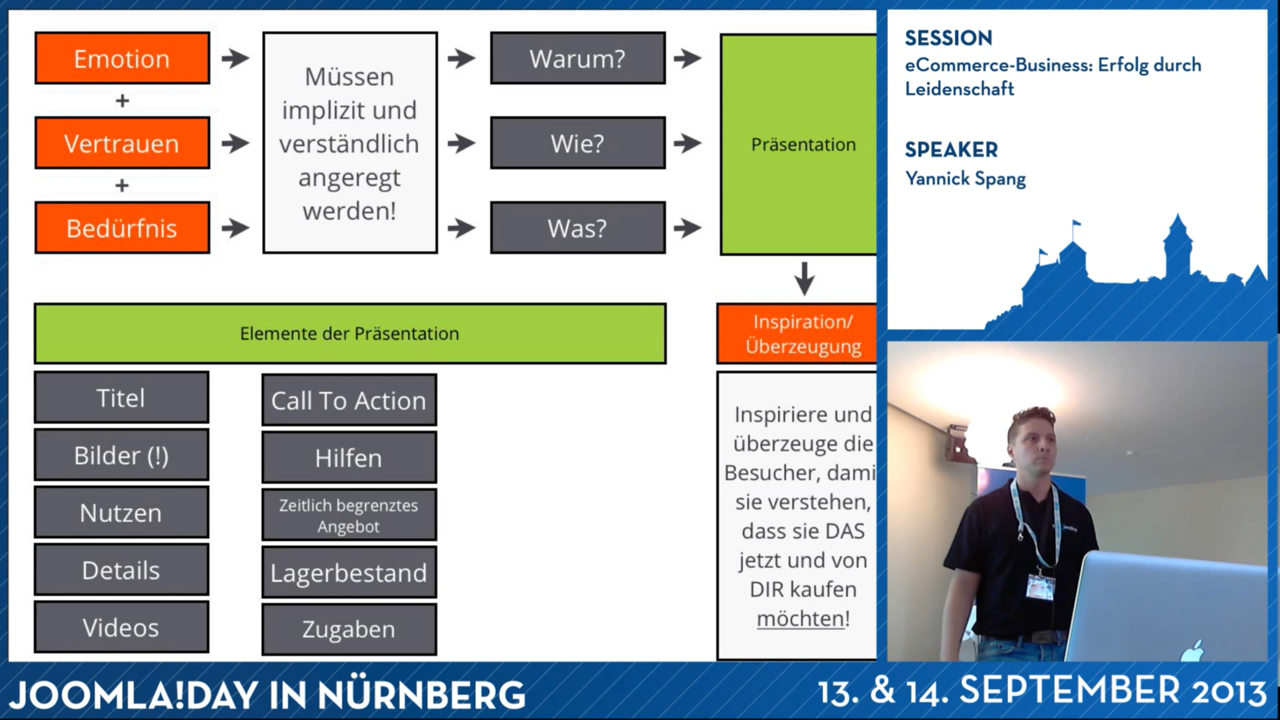 Emotion
+
Vertrauen
+
Bedürfnis
Müssen
implizit und
verständlich
angeregt
werden!
Warum?
Wie?
Was?
Präsentation
Elemente der Präsentation
Titel
Bilder (!)
Nutzen
Details
Videos
Call To Action
Hilfen
Zeitlich begrenztes
Angebot
Lagerbestand
Zugaben
Inspiration/
Überzeugung
Inspiriere und
überzeuge die
Besucher, dami
sie verstehen,
dass sie DAS
jetzt und von
DIR kaufen
möchten!
SESSION
eCommerce-Business: Erfolg durch
Leidenschaft
SPEAKER
Yannick Spang
JOOMLA!DAY IN NÜRNBERG
13. & 14. SEPTEMBER 2013